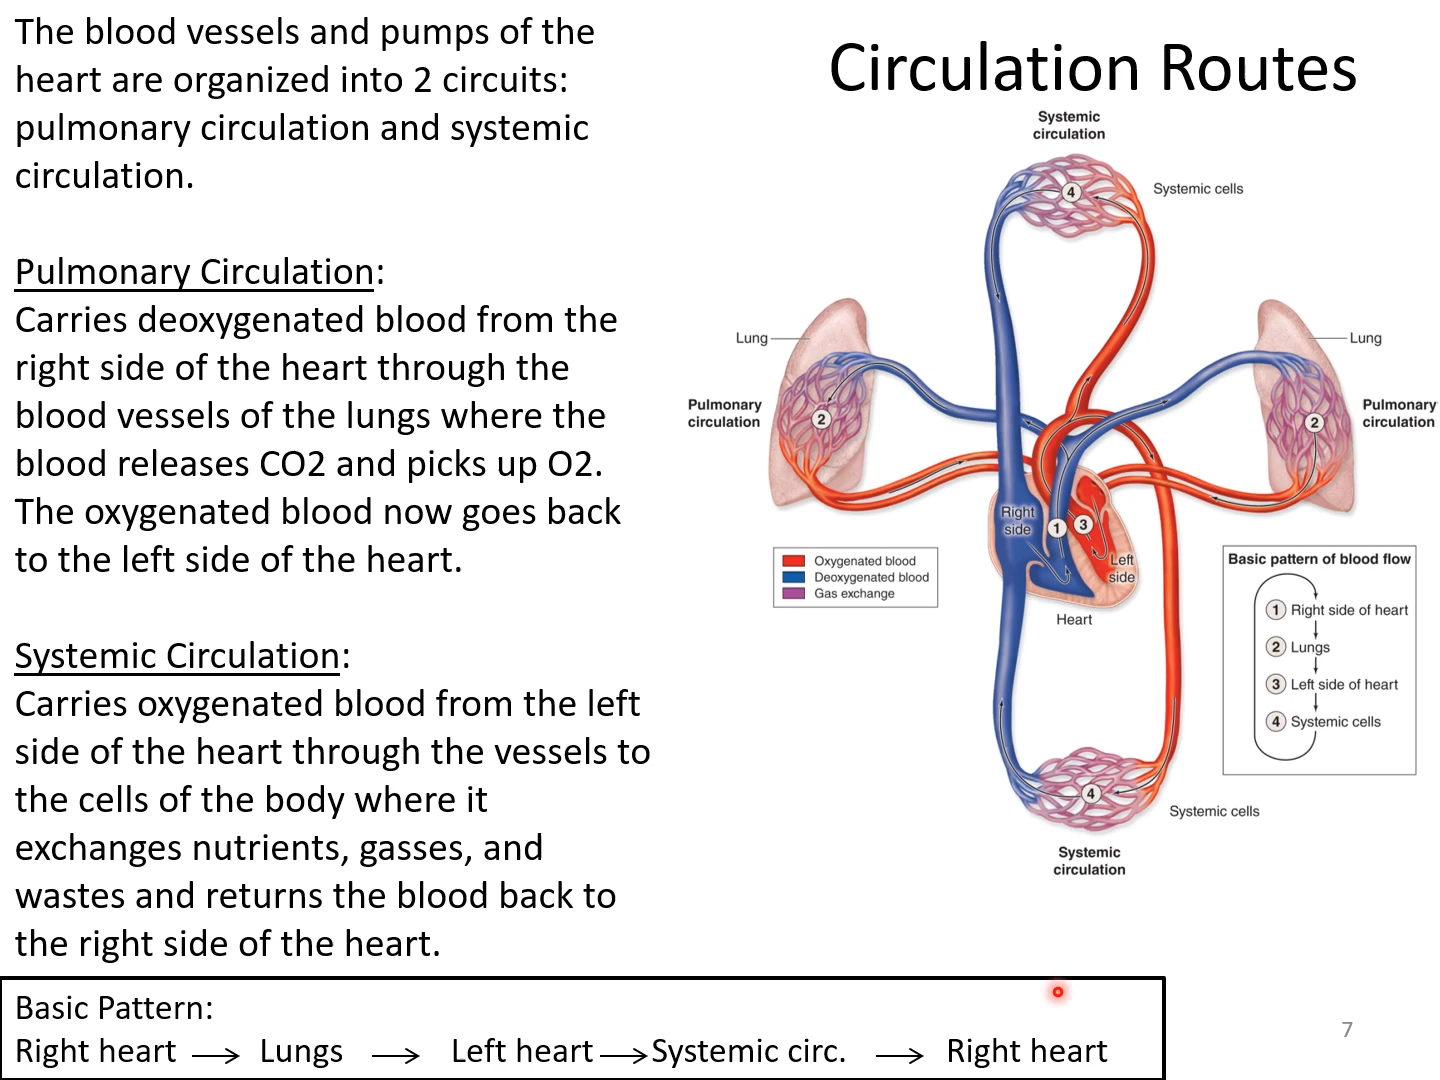 The blood vessels and pumps of the
heart are organized into 2 circuits:
pulmonary circulation and systemic
circulation.
Pulmonary Circulation:
Carries deoxygenated blood from the
right side of the heart through the
blood vessels of the lungs where the
blood releases CO2 and picks up O2.
The oxygenated blood now goes back
to the left side of the heart.
Systemic Circulation:
Carries oxygenated blood from the left
side of the heart through the vessels to
the cells of the body where it
exchanges nutrients, gasses, and
wastes and returns the blood back to
the right side of the heart.
Basic Pattern:
Right heart → Lungs → Left heart → Systemic circ. → Right heart
Circulation Routes
Systemic
circulation
4
Systemic cells
Lung
Lung
Pulmonary
circulation
2
2
Pulmonary
circulation
Right
side
1
3
Left
side
Heart
Oxygenated blood
Deoxygenated blood
Gas exchange
Basic pattern of blood flow
1 Right side of heart
2 Lungs
3 Left side of heart
4 Systemic cells
4
Systemic cells
Systemic
circulation
7